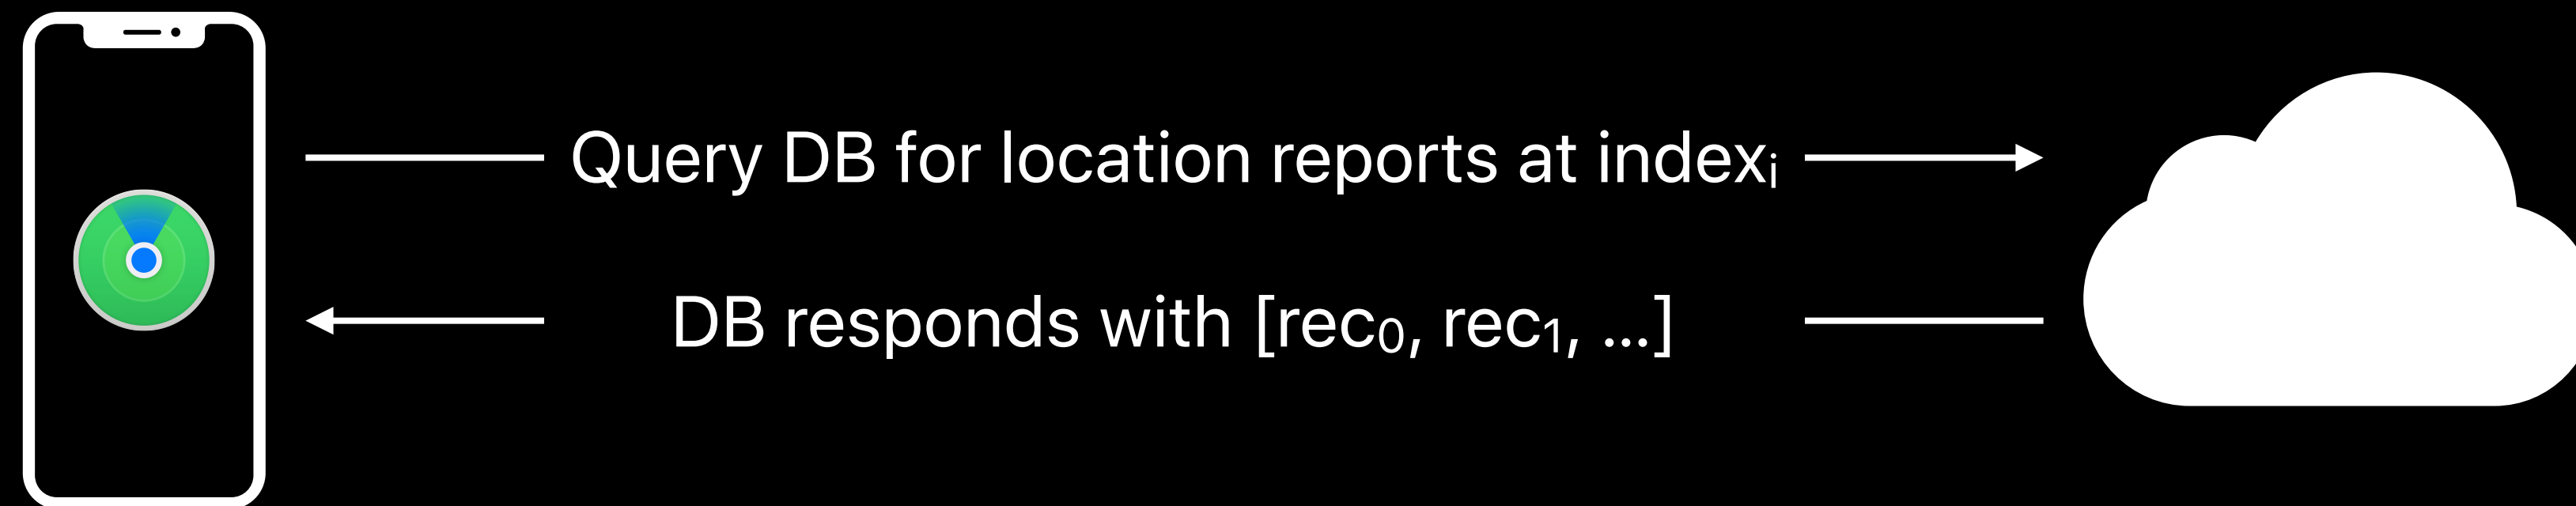 Query DB for location reports at indexᵢ
DB responds with [rec₀, rec₁, ...]